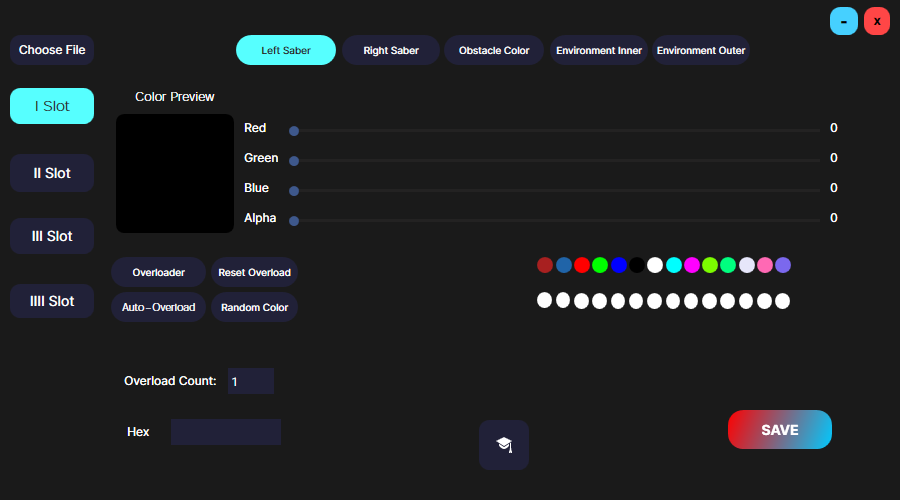 - x
Choose File Left Saber Right Saber Obstacle Color Environment Inner Environment Outer
I Slot
Color Preview
Red 0
Green 0
II Slot
Blue 0
Alpha 0
III Slot
Overloader Reset Overload
IIII Slot
Auto-Overload Random Color
Overload Count: 1
Hex
SAVE